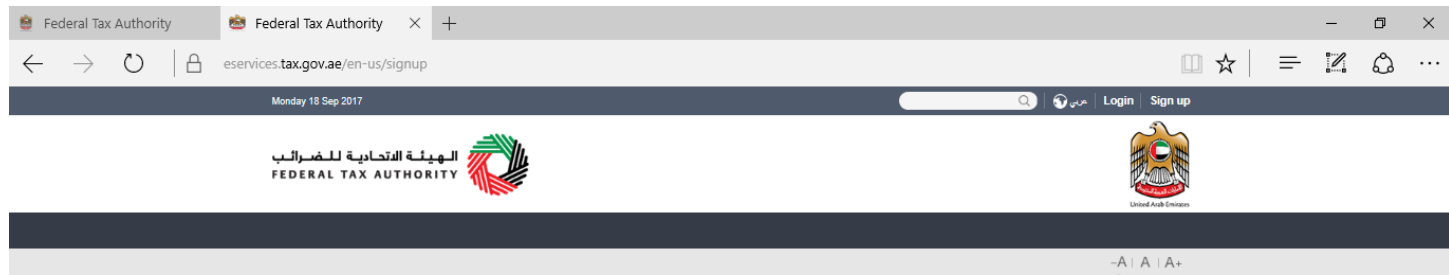 Federal Tax Authority
Federal Tax Authority
eservices.tax.gov.ae/en-us/signup
Monday 18 Sep 2017
عربي
Login
Sign up
الهيئة الاتحادية للضرائب
FEDERAL TAX AUTHORITY
United Arab Emirates
-A | A | A+